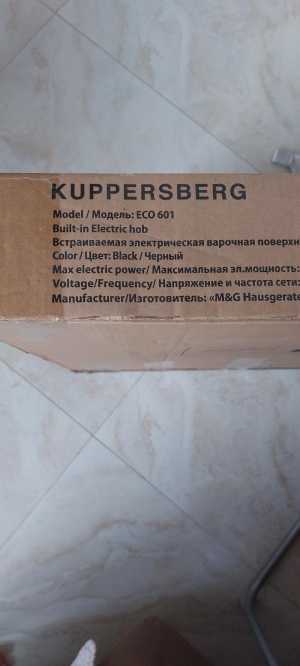 KUPPERSBERG
Model / Модель: ECO 601
Built-in Electric hob
Встраиваемая электрическая варочная
Color / Цвет: Black / Черный
Max electric power/ Максимальная эл.мощность:
Voltage/Frequency/ Напряжение и частота сети:
Manufacturer/Изготовитель: «M&G Hausgerate